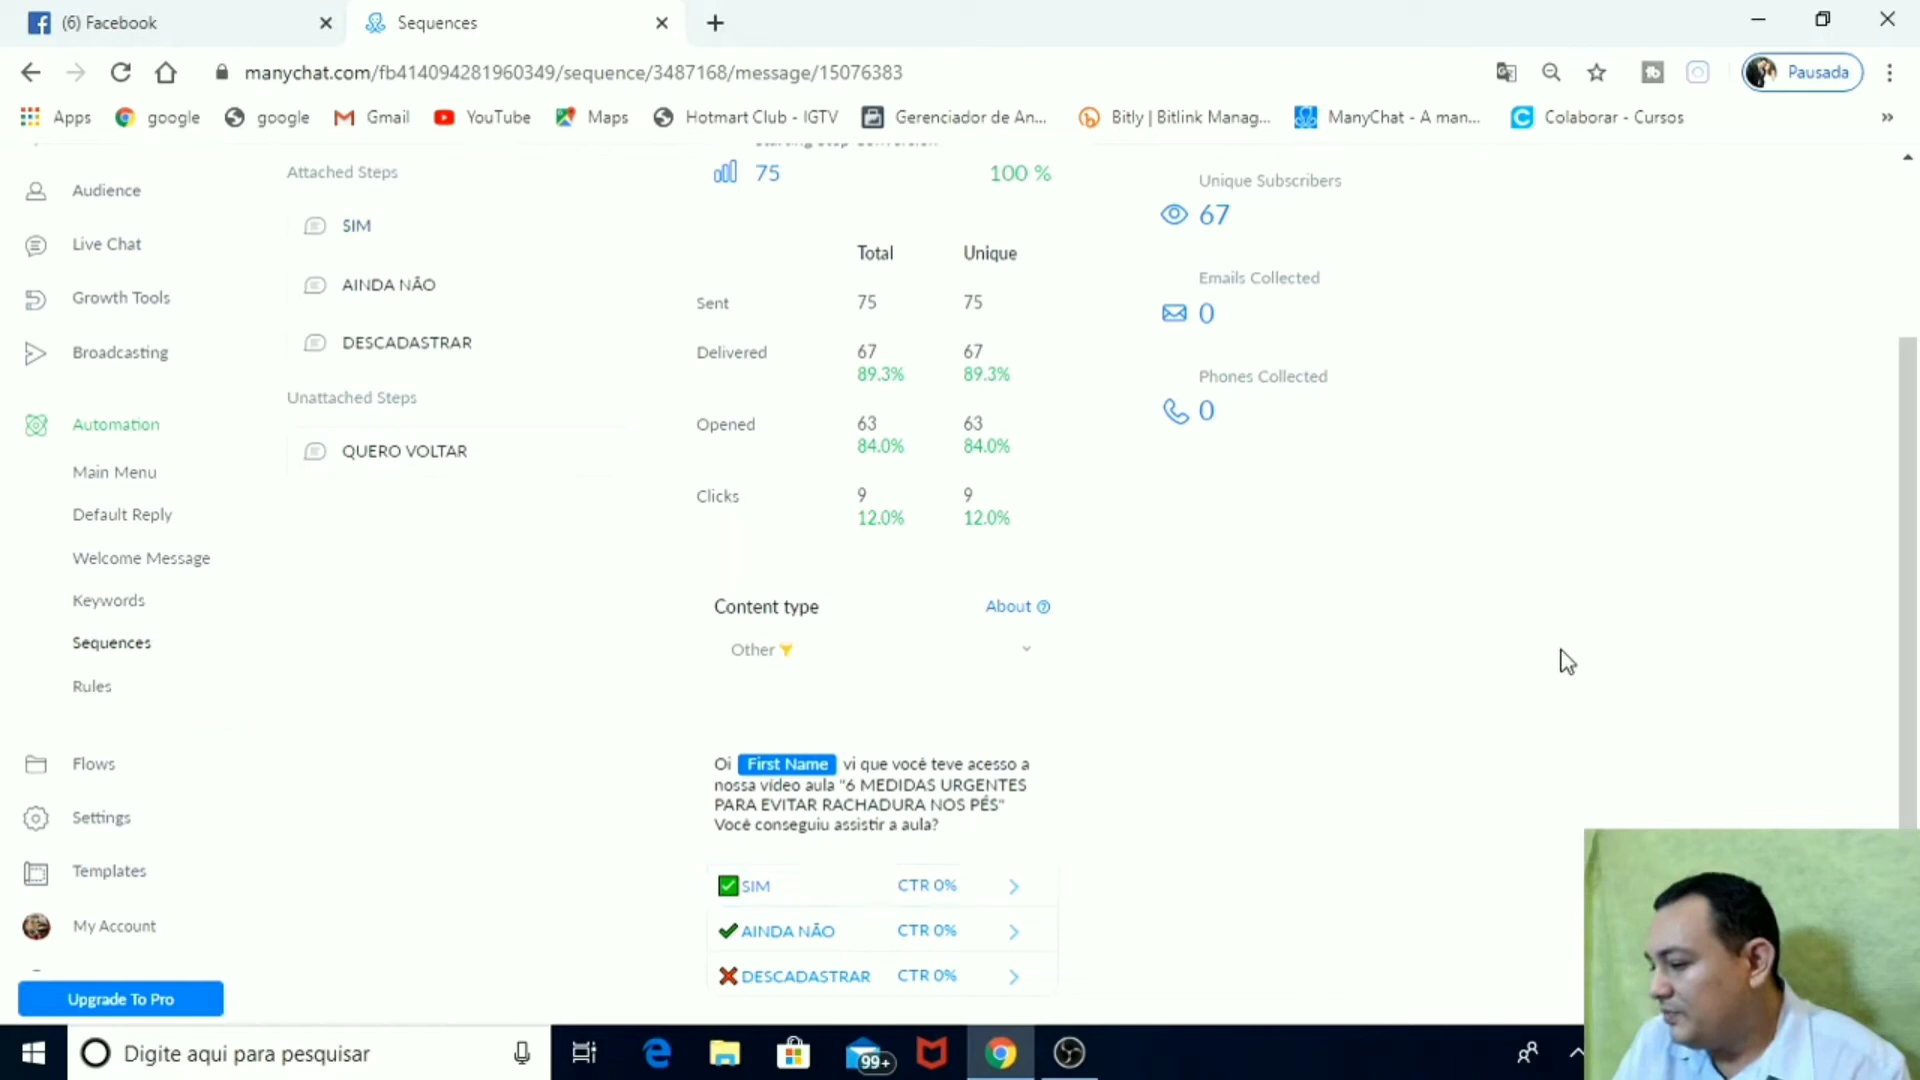 (6) Facebook
Sequences
manychat.com/fb414094281960349/sequence/3487168/message/15076383
Pausada
Apps
google
google
Gmail
YouTube
Maps
Hotmart Club - IGTV
Gerenciador de An...
Bitly | Bitlink Manag...
ManyChat - A man...
Colaborar - Cursos
»
Audience
Live Chat
Growth Tools
Broadcasting
Automation
Main Menu
Default Reply
Welcome Message
Keywords
Sequences
Rules
Flows
Settings
Templates
My Account
Upgrade To Pro
Attached Steps
SIM
AINDA NÃO
DESCADASTRAR
Unattached Steps
QUERO VOLTAR
75 100 %
Total Unique
Sent 75 75
Delivered 67 67
89.3% 89.3%
Opened 63 63
84.0% 84.0%
Clicks 9 9
12.0% 12.0%
Content type About
Other
Oi First Name vi que você teve acesso a
nossa vídeo aula "6 MEDIDAS URGENTES
PARA EVITAR RACHADURA NOS PÉS"
Você conseguiu assistir a aula?
SIM CTR 0%
AINDA NÃO CTR 0%
DESCADASTRAR CTR 0%
Unique Subscribers
67
Emails Collected
0
Phones Collected
0
Digite aqui para pesquisar
99+